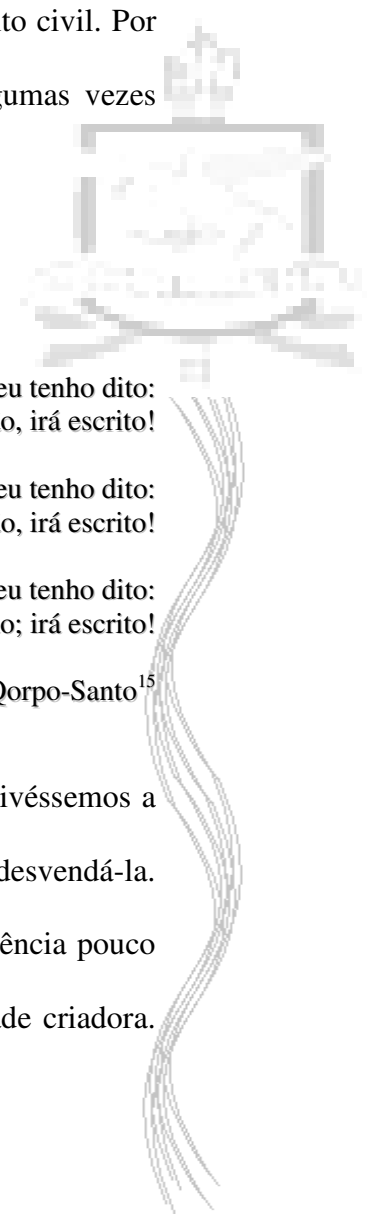 to civil. Por
gumas vezes
eu tenho dito:
o, irá escrito!
eu tenho dito:
o, irá escrito!
eu tenho dito:
o; irá escrito!
Qorpo-Santo¹⁵
ivéssemos a
desvendá-la.
ência pouco
de criadora.